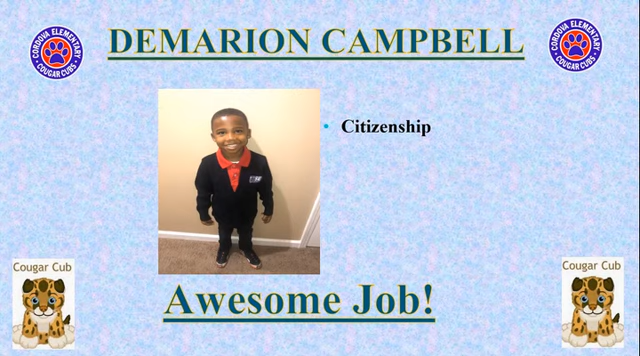 DEMARION CAMPBELL
CORDOVA ELEMENTARY
COUGAR CUBS
CORDOVA ELEMENTARY
COUGAR CUBS
• Citizenship
Cougar Cub
Cougar Cub
Awesome Job!